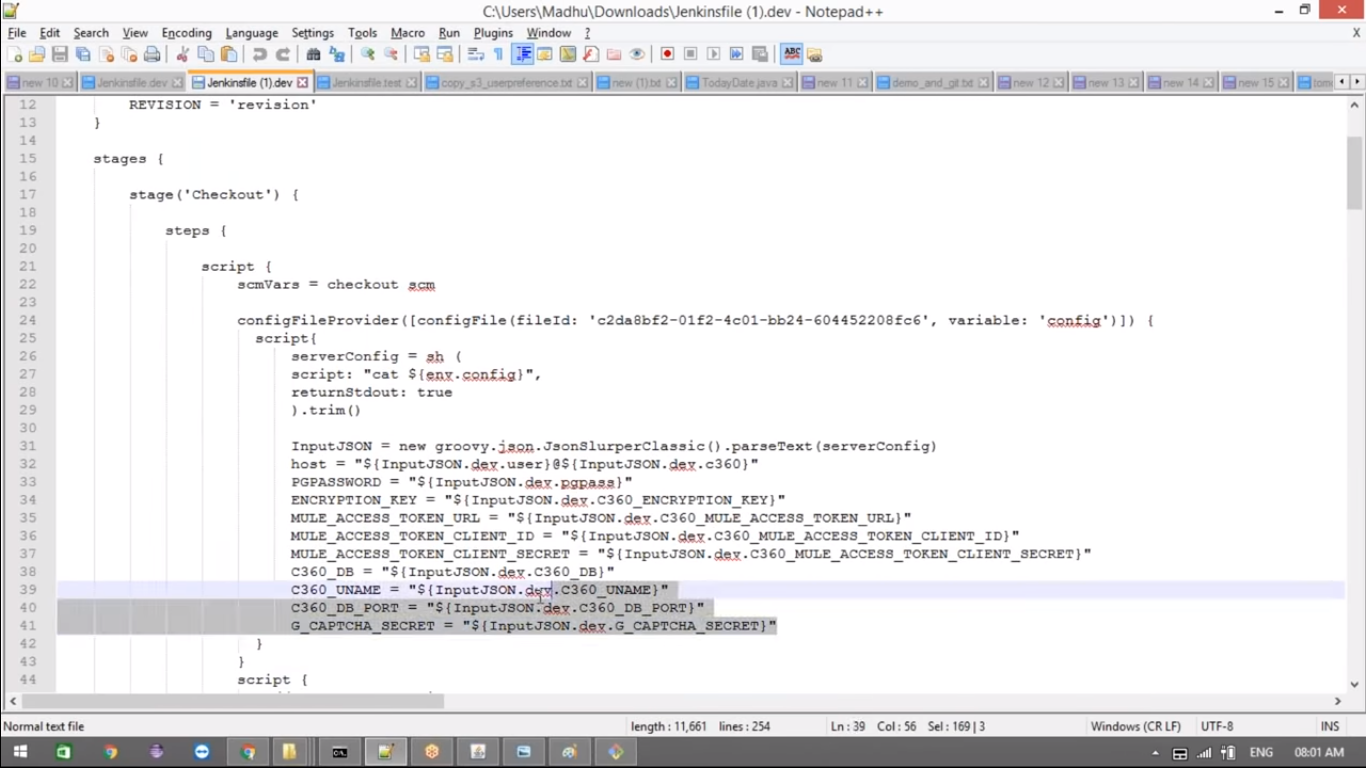 C:\Users\Madhu\Downloads\Jenkinsfile (1).dev - Notepad++
File Edit Search View Encoding Language Settings Tools Macro Run Plugins Window ? X
new 10 Jenkinsfile.dev Jenkinsfile (1).dev Jenkinsfile.test copy_s3_userpreference.txt new (1).txt TodayDate.java new 11 demo_and_git.txt new 12 new 13 new 14 new 15 tom
12 REVISION = 'revision'
13 }
14
15 stages {
16
17 stage('Checkout') {
18
19 steps {
20
21 script {
22 scmVars = checkout scm
23
24 configFileProvider([configFile(fileId: 'c2da8bf2-01f2-4c01-bb24-604452208fc6', variable: 'config')]) {
25 script{
26 serverConfig = sh (
27 script: "cat ${env.config}",
28 returnStdout: true
29 ).trim()
30
31 InputJSON = new groovy.json.JsonSlurperClassic().parseText(serverConfig)
32 host = "${InputJSON.dev.user}@${InputJSON.dev.c360}"
33 PGPASSWORD = "${InputJSON.dev.pgpass}"
34 ENCRYPTION_KEY = "${InputJSON.dev.C360_ENCRYPTION_KEY}"
35 MULE_ACCESS_TOKEN_URL = "${InputJSON.dev.C360_MULE_ACCESS_TOKEN_URL}"
36 MULE_ACCESS_TOKEN_CLIENT_ID = "${InputJSON.dev.C360_MULE_ACCESS_TOKEN_CLIENT_ID}"
37 MULE_ACCESS_TOKEN_CLIENT_SECRET = "${InputJSON.dev.C360_MULE_ACCESS_TOKEN_CLIENT_SECRET}"
38 C360_DB = "${InputJSON.dev.C360_DB}"
39 C360_UNAME = "${InputJSON.dev.C360_UNAME}"
40 C360_DB_PORT = "${InputJSON.dev.C360_DB_PORT}"
41 G_CAPTCHA_SECRET = "${InputJSON.dev.G_CAPTCHA_SECRET}"
42 }
43 }
44 script {
Normal text file length : 11,661 lines : 254 Ln : 39 Col : 56 Sel : 169 | 3 Windows (CR LF) UTF-8 INS
ENG 08:01 AM